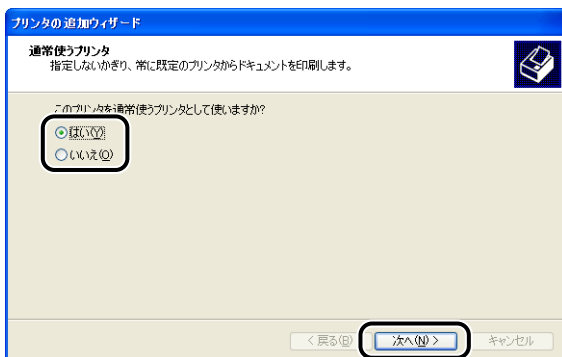 プリンタの追加ウィザード
通常使うプリンタ
指定しないかぎり、常に既定のプリンタからドキュメントを印刷します。
このプリンタを通常使うプリンタとして使いますか?
はい(Y)
いいえ(O)
< 戻る(B)
次へ(N) >
キャンセル